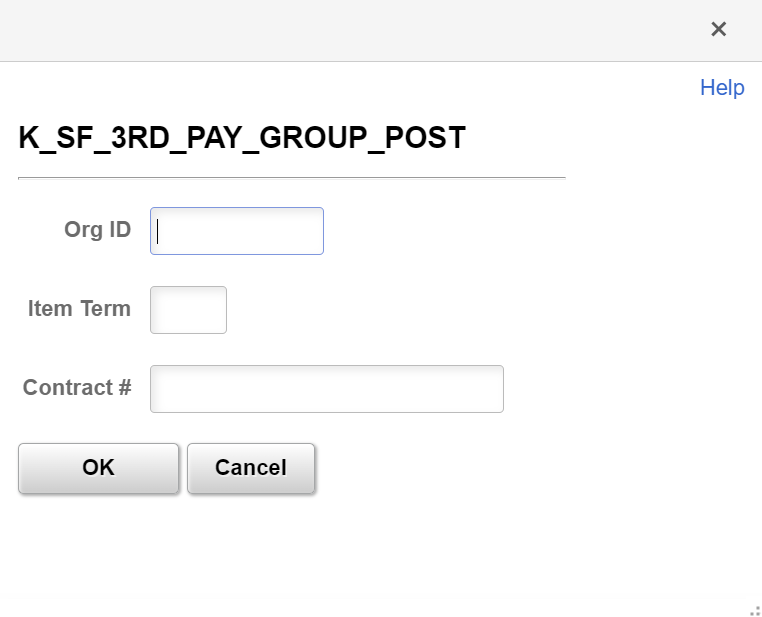 ×
Help
K_SF_3RD_PAY_GROUP_POST
Org ID
Item Term
Contract #
OK Cancel